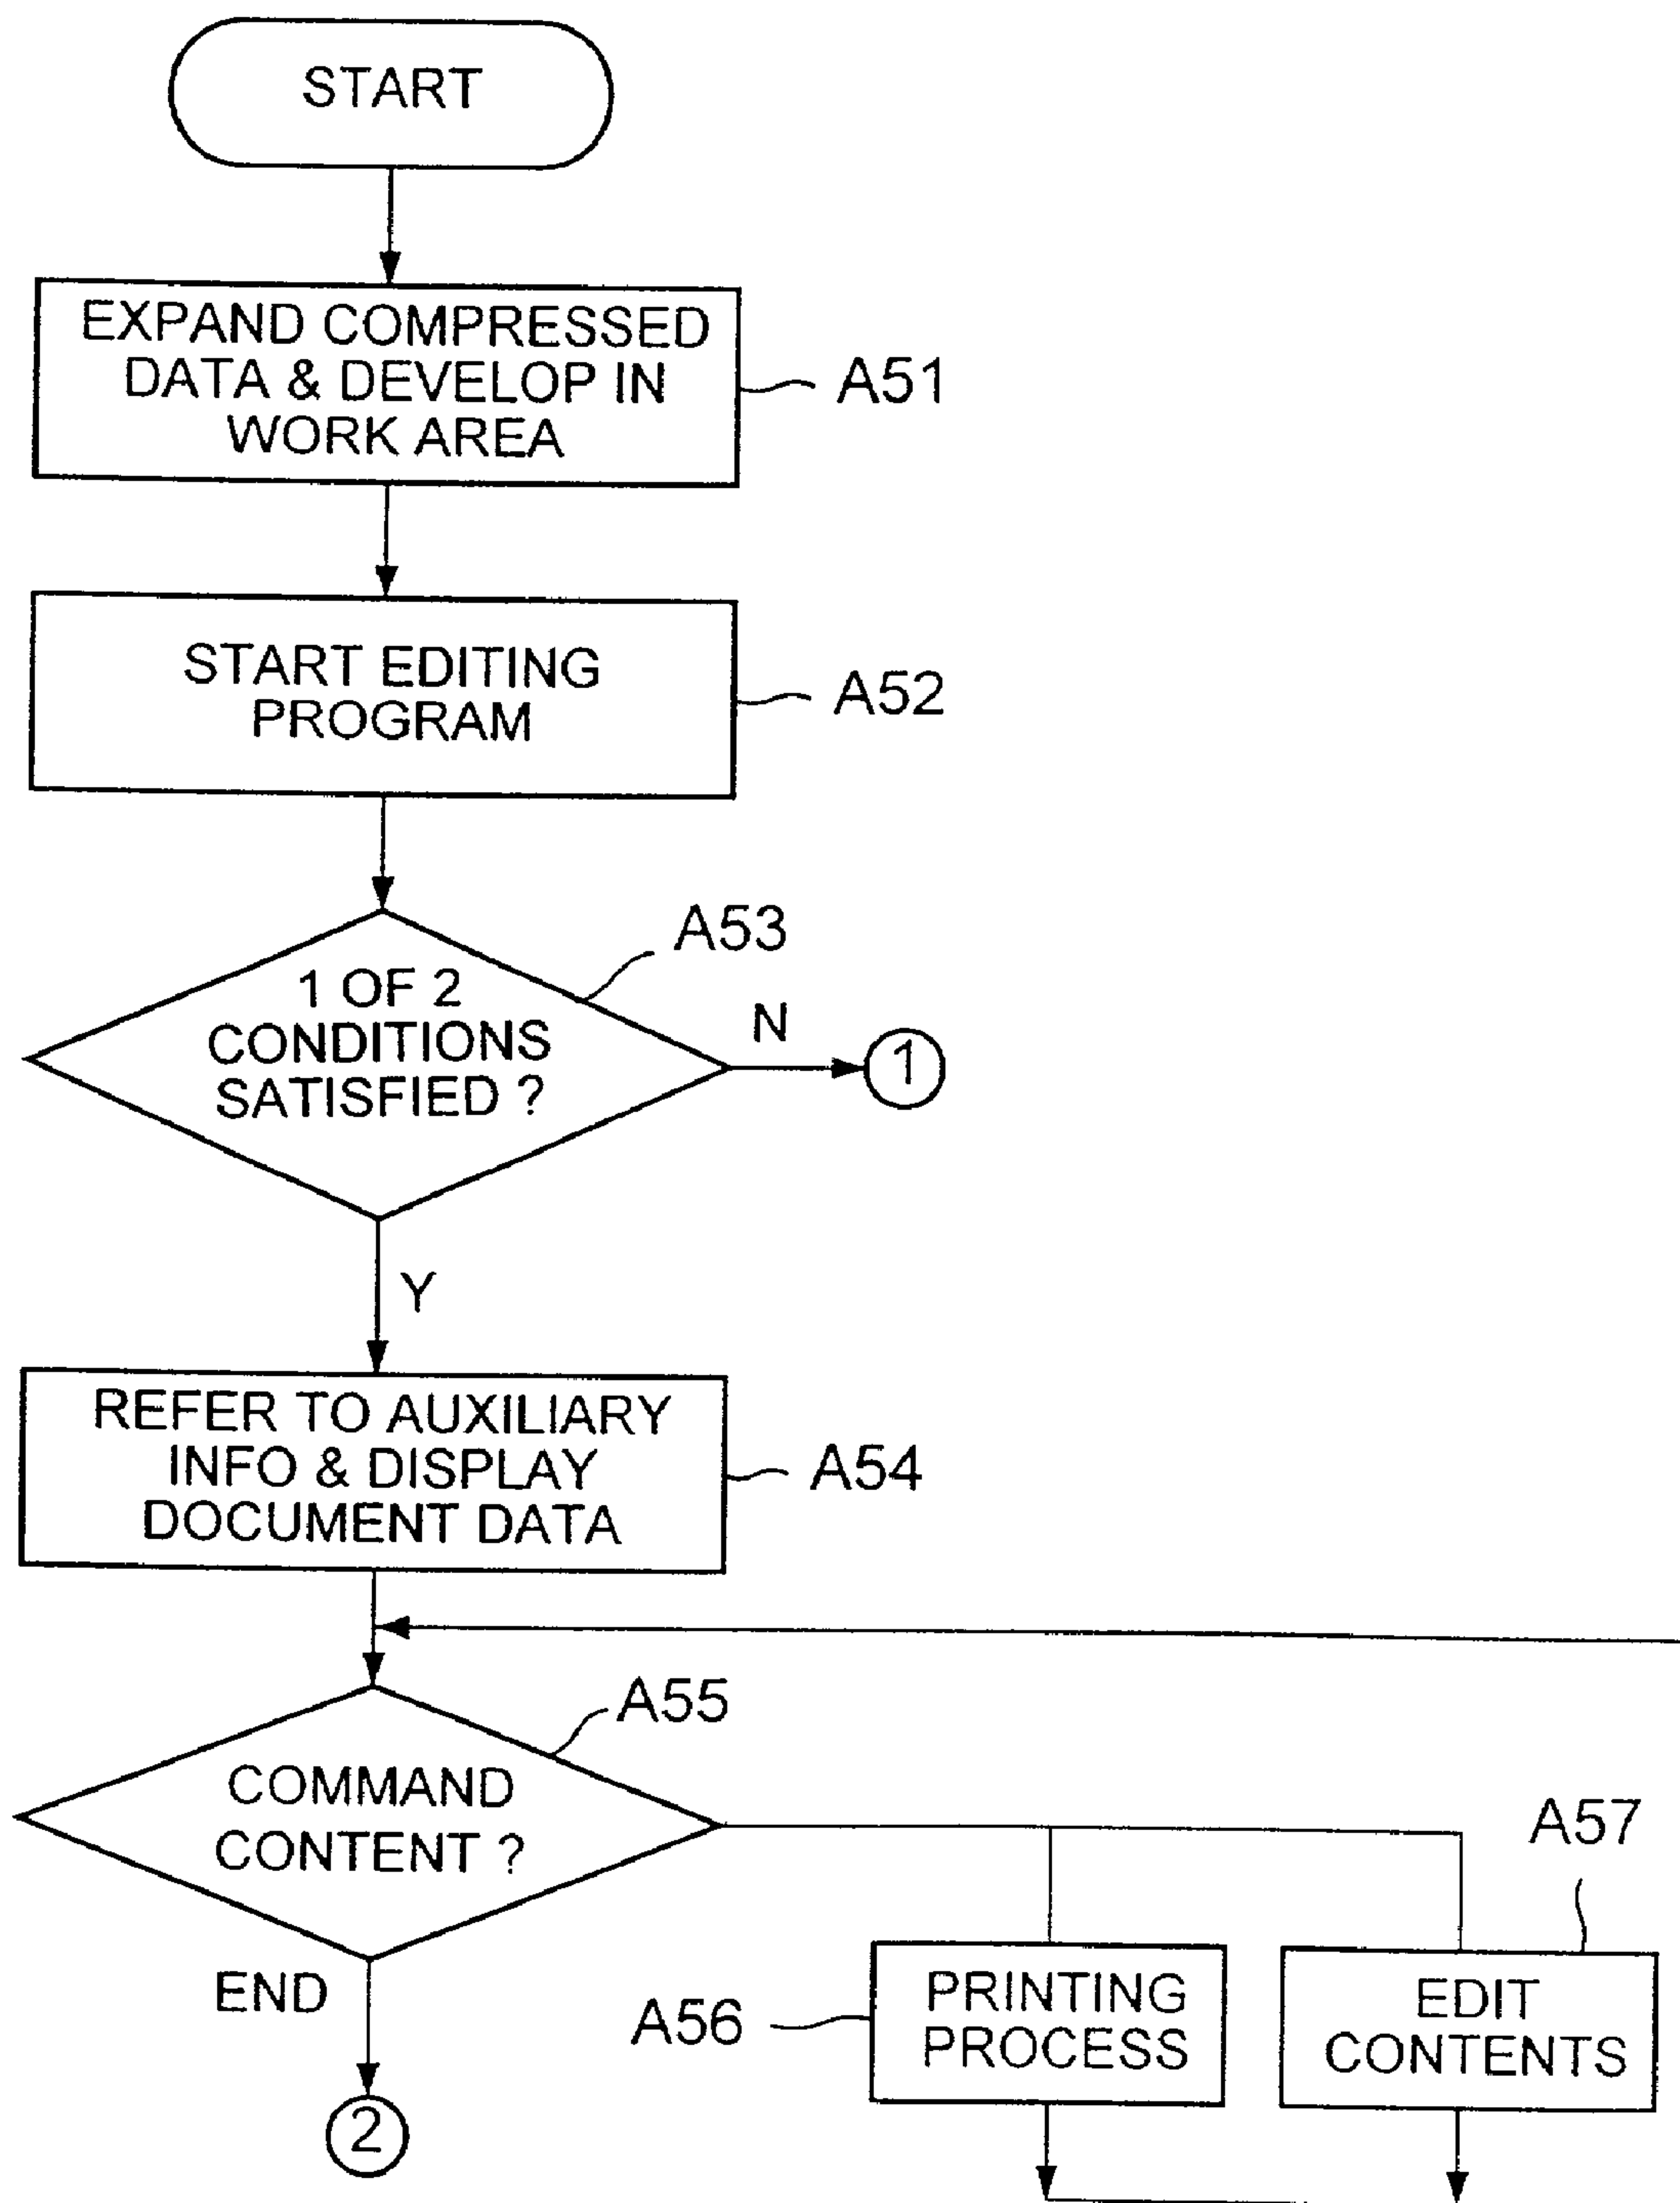 START
EXPAND COMPRESSED
DATA & DEVELOP IN
WORK AREA
A51
START EDITING
PROGRAM
A52
A53
1 OF 2
CONDITIONS
SATISFIED ?
N
1
Y
REFER TO AUXILIARY
INFO & DISPLAY
DOCUMENT DATA
A54
A55
COMMAND
CONTENT ?
A57
END
A56
PRINTING
PROCESS
EDIT
CONTENTS
2